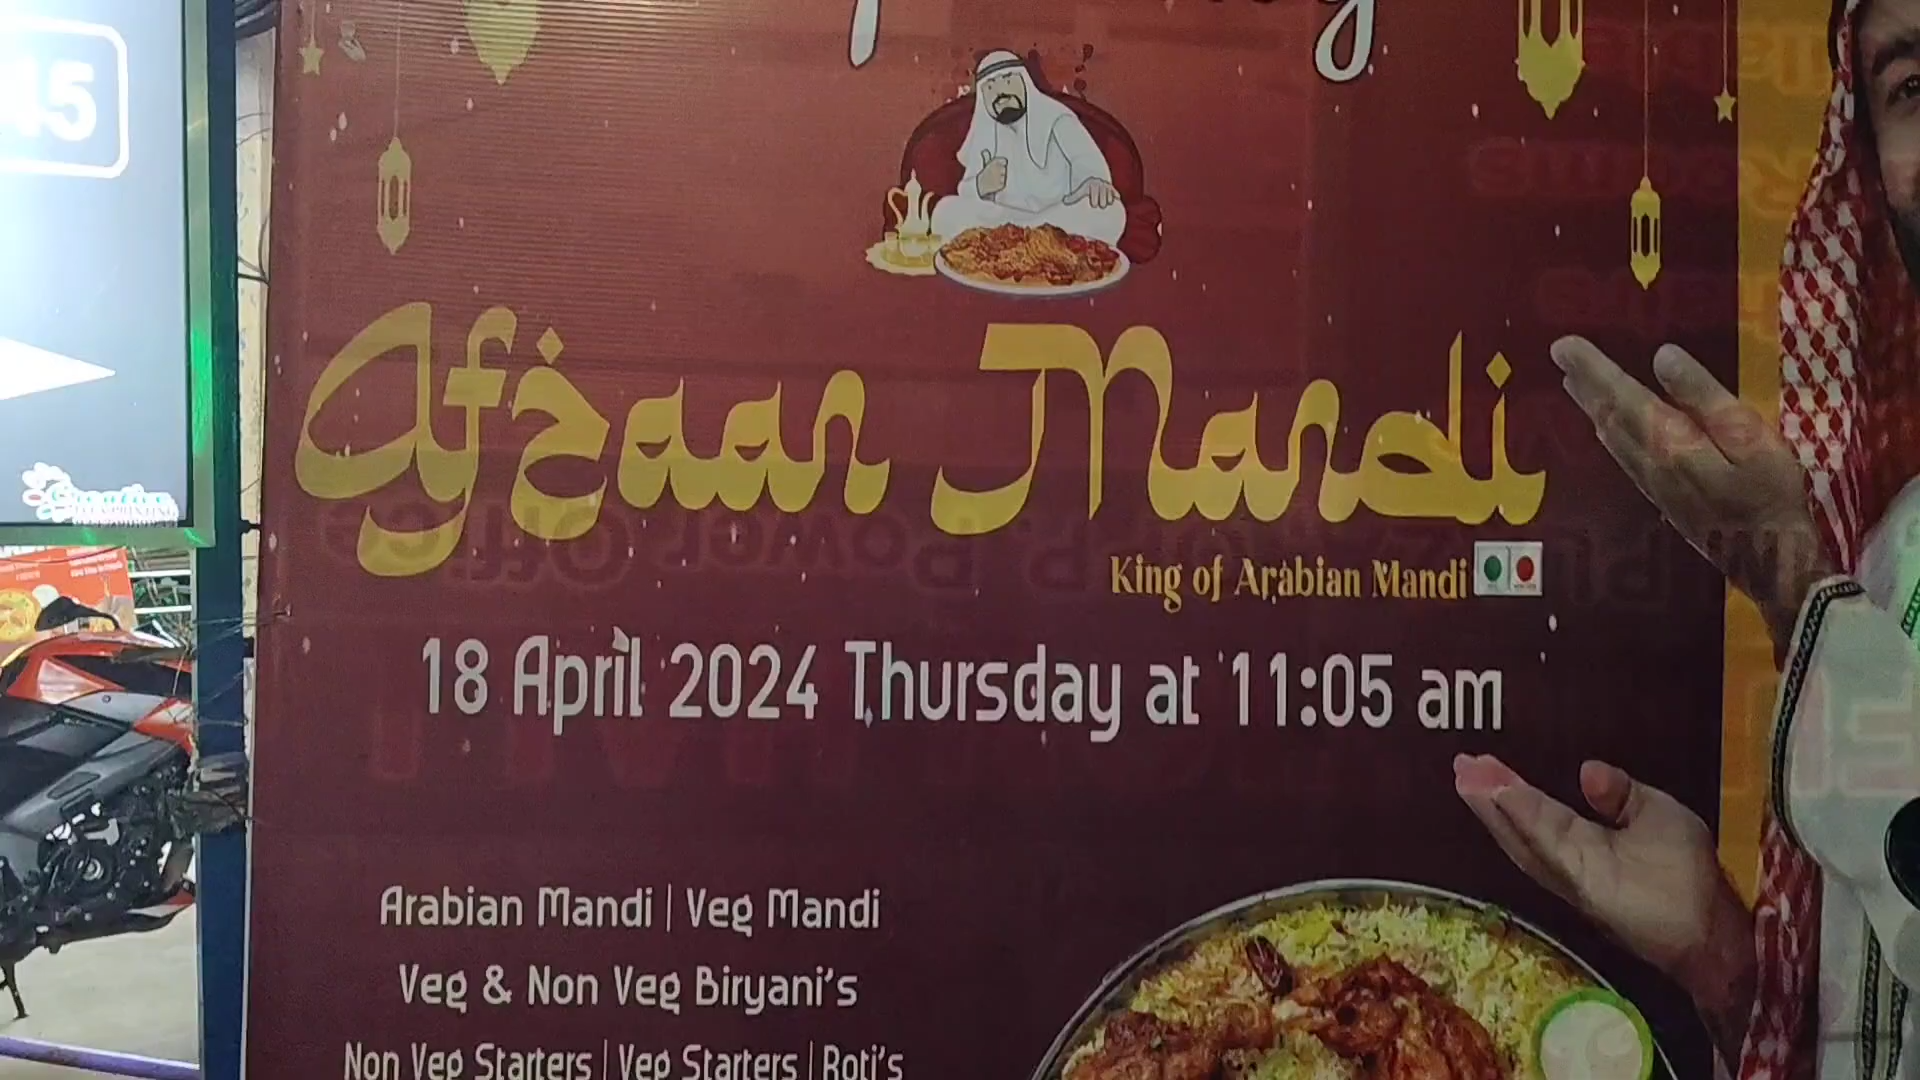 45
Afzaan Mandi
King of Arabian Mandi
18 April 2024 Thursday at 11:05 am
Arabian Mandi | Veg Mandi
Veg & Non Veg Biryani's
Non Veg Starters | Veg Starters | Roti's